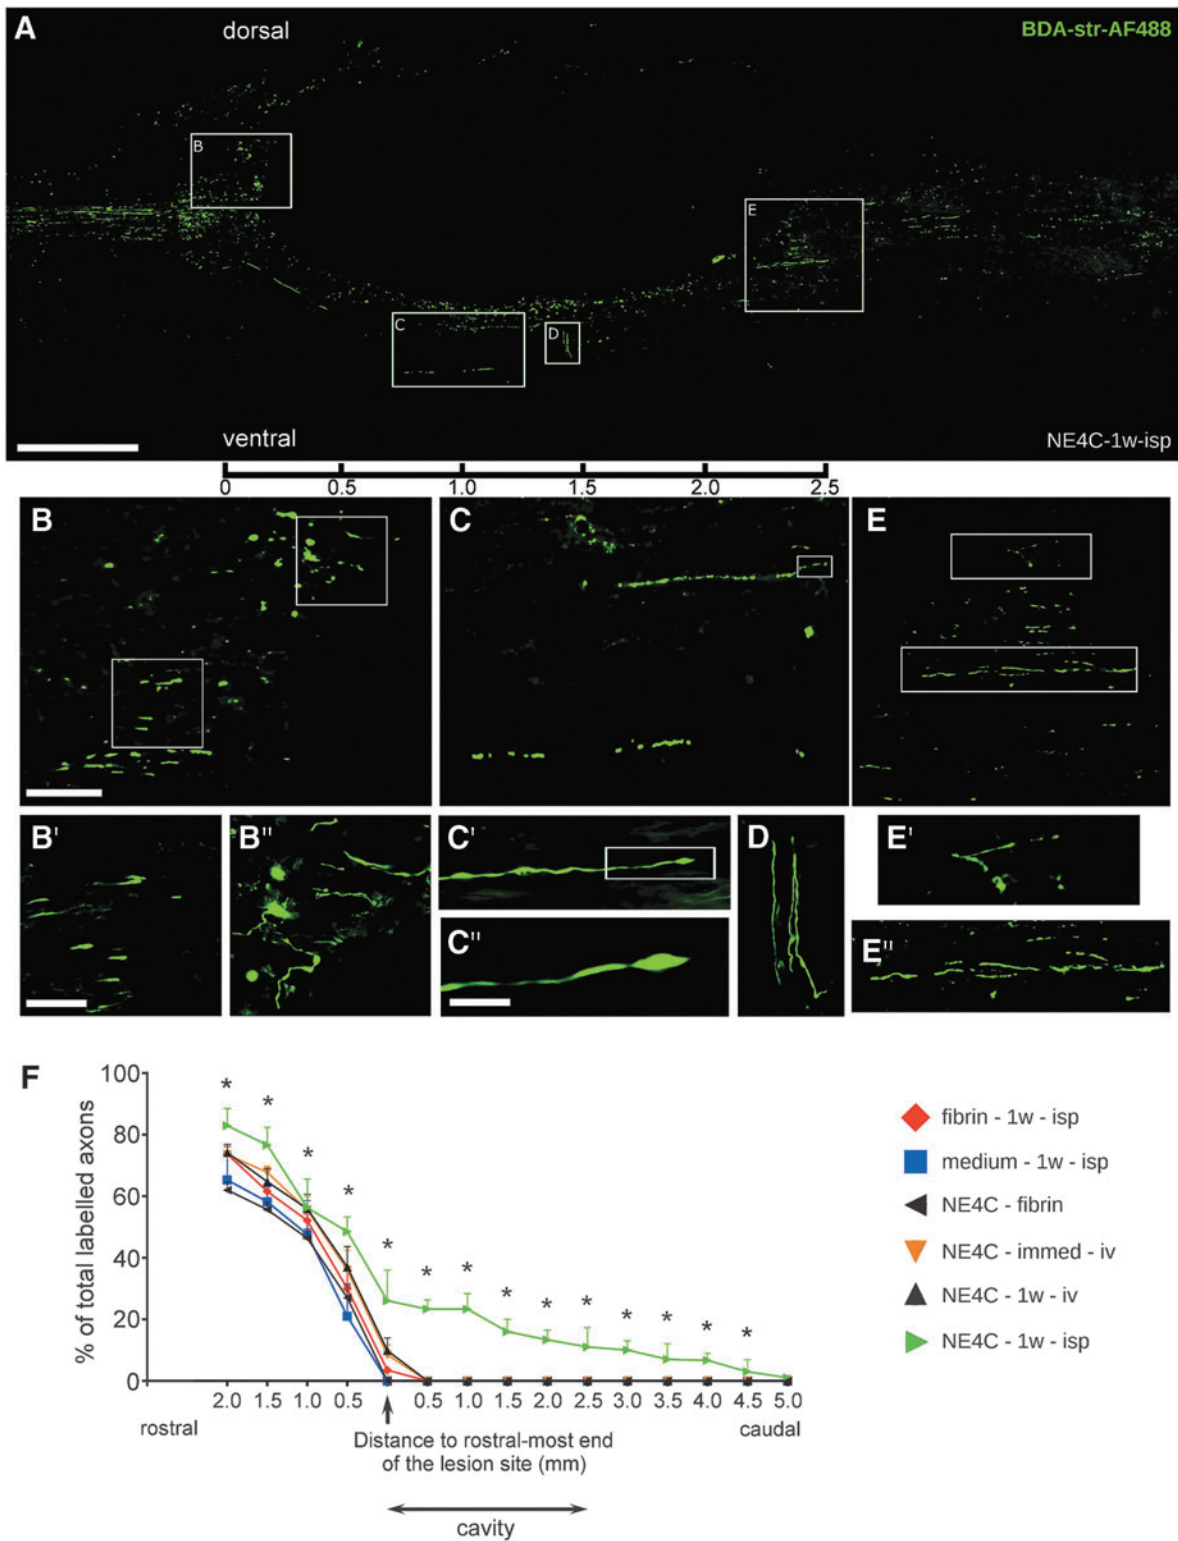 A
dorsal
BDA-str-AF488
B
E
C
D
ventral
NE4C-1w-isp
0 0.5 1.0 1.5 2.0 2.5
B
C
E
B'
B"
C'
D
E'
C"
E"
F
% of total labelled axons
100
80
60
40
20
0
* * * * * * * * * * * * * *
2.0 1.5 1.0 0.5 0.5 1.0 1.5 2.0 2.5 3.0 3.5 4.0 4.5 5.0
rostral
caudal
Distance to rostral-most end
of the lesion site (mm)
cavity
fibrin - 1w - isp
medium - 1w - isp
NE4C - fibrin
NE4C - immed - iv
NE4C - 1w - iv
NE4C - 1w - isp